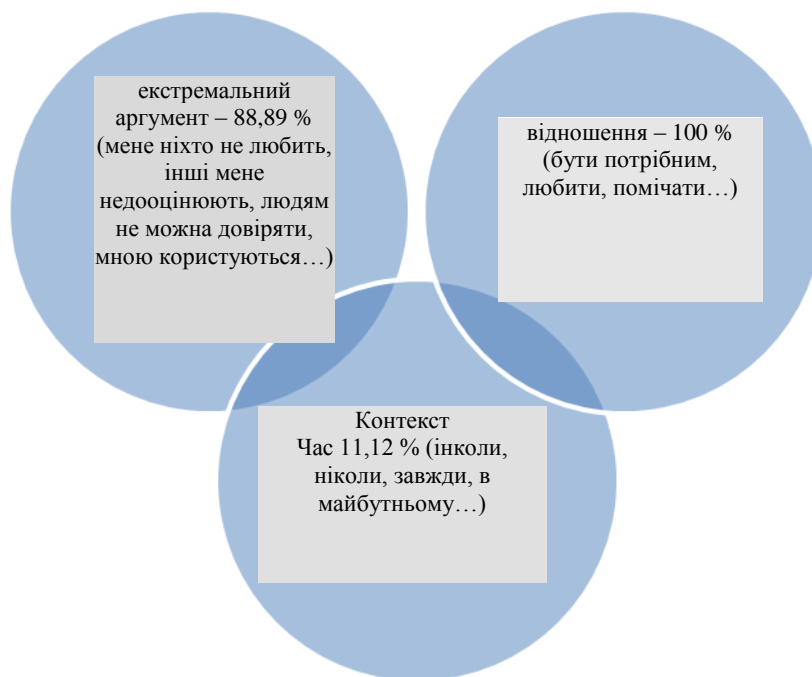 екстремальний
аргумент – 88,89 %
(мене ніхто не любить,
інші мене
недооцінюють, людям
не можна довіряти,
мною користуються…)
відношення – 100 %
(бути потрібним,
любити, помічати…)
Контекст
Час 11,12 % (інколи,
ніколи, завжди, в
майбутньому…)